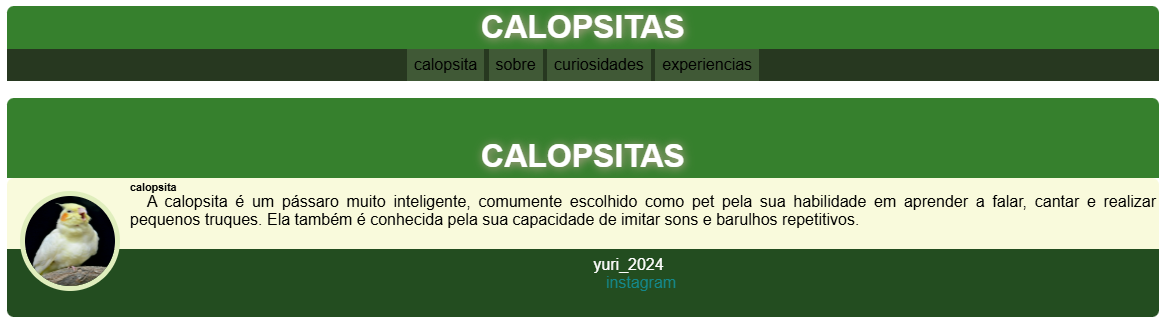 CALOPSITAS
calopsita sobre curiosidades experiencias
CALOPSITAS
calopsita
A calopsita é um pássaro muito inteligente, comumente escolhido como pet pela sua habilidade em aprender a falar, cantar e realizar
pequenos truques. Ela também é conhecida pela sua capacidade de imitar sons e barulhos repetitivos.
yuri_2024
instagram